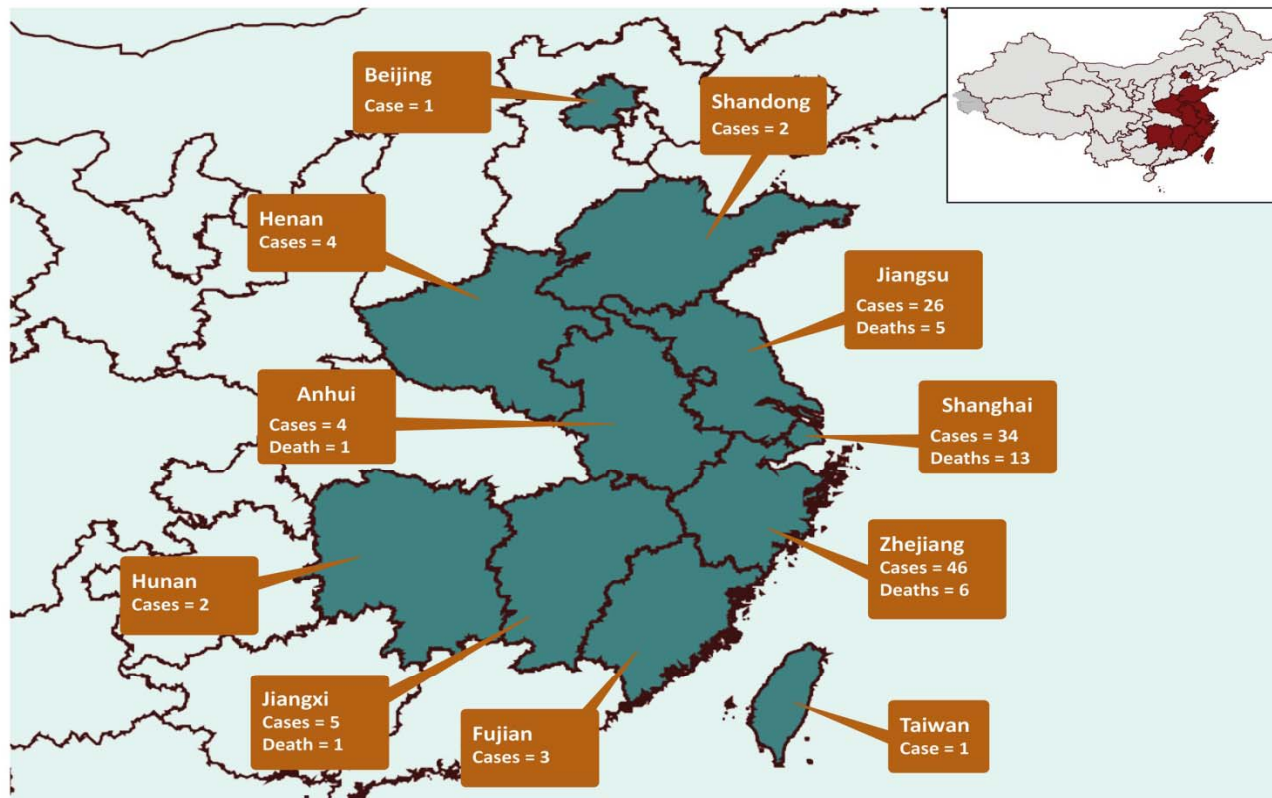 Beijing
Case = 1
Shandong
Cases = 2
Henan
Cases = 4
Jiangsu
Cases = 26
Deaths = 5
Anhui
Cases = 4
Death = 1
Shanghai
Cases = 34
Deaths = 13
Zhejiang
Cases = 46
Deaths = 6
Hunan
Cases = 2
Jiangxi
Cases = 5
Death = 1
Fujian
Cases = 3
Taiwan
Case = 1